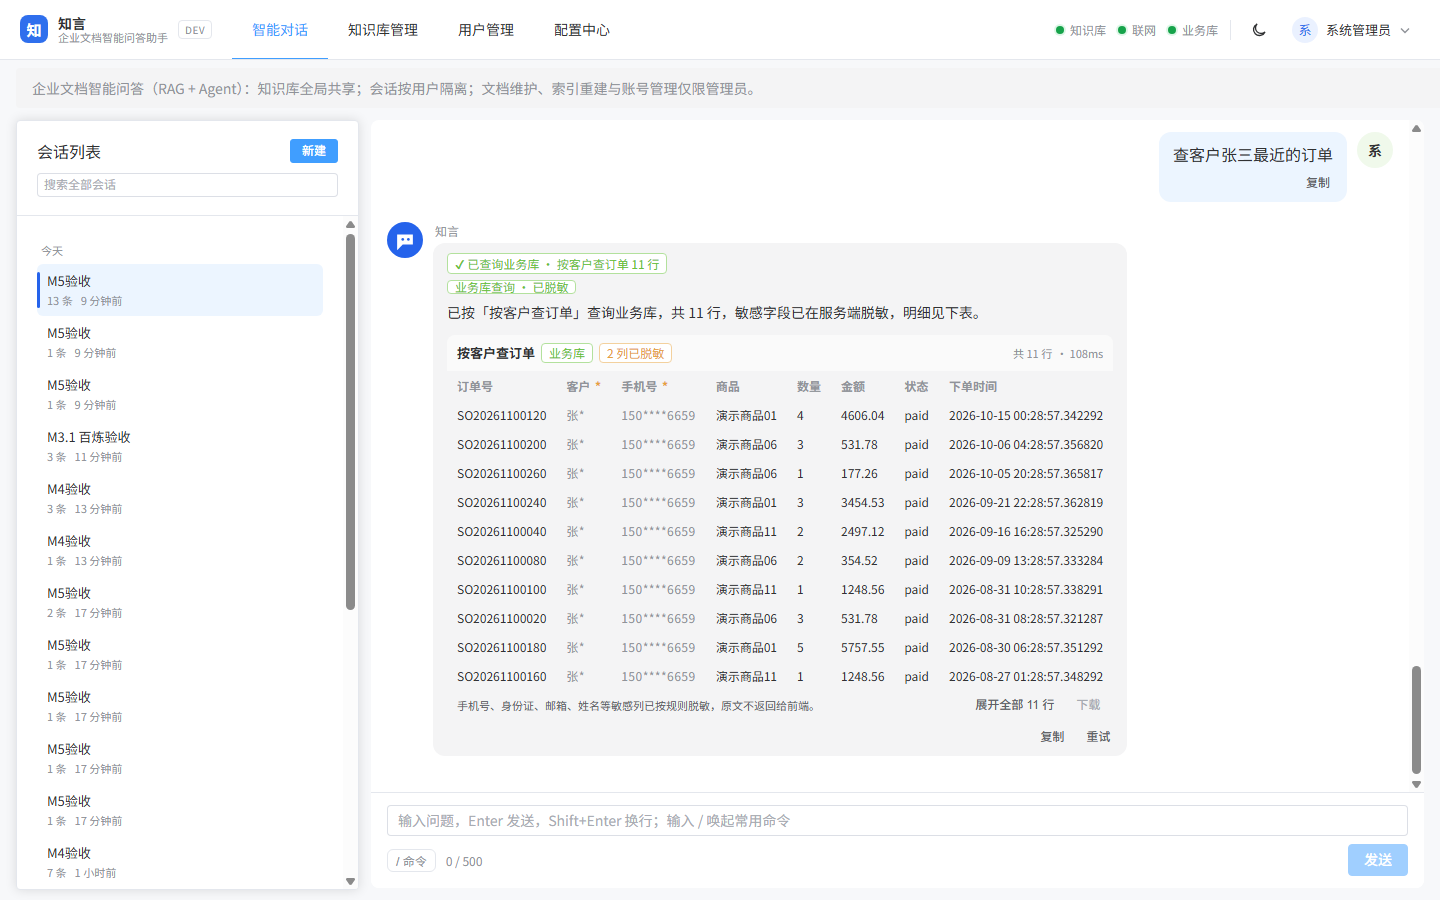 知 知言 企业文档智能问答助手 DEV 智能对话 知识库管理 用户管理 配置中心 知识库 联网 业务库 系 系统管理员
企业文档智能问答（RAG + Agent）：知识库全局共享；会话按用户隔离；文档维护、索引重建与账号管理仅限管理员。
会话列表 新建
搜索全部会话
今天
M5验收
13 条 9 分钟前
M5验收
1 条 9 分钟前
M5验收
1 条 9 分钟前
M3.1 百炼验收
3 条 11 分钟前
M4验收
3 条 13 分钟前
M4验收
1 条 13 分钟前
M5验收
2 条 17 分钟前
M5验收
1 条 17 分钟前
M5验收
1 条 17 分钟前
M5验收
1 条 17 分钟前
M5验收
1 条 17 分钟前
M4验收
7 条 1 小时前
查客户张三最近的订单 系
复制
知言
✓ 已查询业务库 · 按客户查订单 11 行
业务库查询 · 已脱敏
已按「按客户查订单」查询业务库，共 11 行，敏感字段已在服务端脱敏，明细见下表。
按客户查订单 业务库 2 列已脱敏 共 11 行 · 108ms
订单号 客户 * 手机号 * 商品 数量 金额 状态 下单时间
SO20261100120 张* 150****6659 演示商品01 4 4606.04 paid 2026-10-15 00:28:57.342292
SO20261100200 张* 150****6659 演示商品06 3 531.78 paid 2026-10-06 04:28:57.356820
SO20261100260 张* 150****6659 演示商品06 1 177.26 paid 2026-10-05 20:28:57.365817
SO20261100240 张* 150****6659 演示商品01 3 3454.53 paid 2026-09-21 22:28:57.362819
SO20261100040 张* 150****6659 演示商品11 2 2497.12 paid 2026-09-16 16:28:57.325290
SO20261100080 张* 150****6659 演示商品06 2 354.52 paid 2026-09-09 13:28:57.333284
SO20261100100 张* 150****6659 演示商品11 1 1248.56 paid 2026-08-31 10:28:57.338291
SO20261100020 张* 150****6659 演示商品06 3 531.78 paid 2026-08-31 08:28:57.321287
SO20261100180 张* 150****6659 演示商品01 5 5757.55 paid 2026-08-30 06:28:57.351292
SO20261100160 张* 150****6659 演示商品11 1 1248.56 paid 2026-08-27 01:28:57.348292
手机号、身份证、邮箱、姓名等敏感列已按规则脱敏，原文不返回给前端。 展开全部 11 行 下载
复制 重试
输入问题，Enter 发送，Shift+Enter 换行；输入 / 唤起常用命令
/ 命令 0 / 500 发送